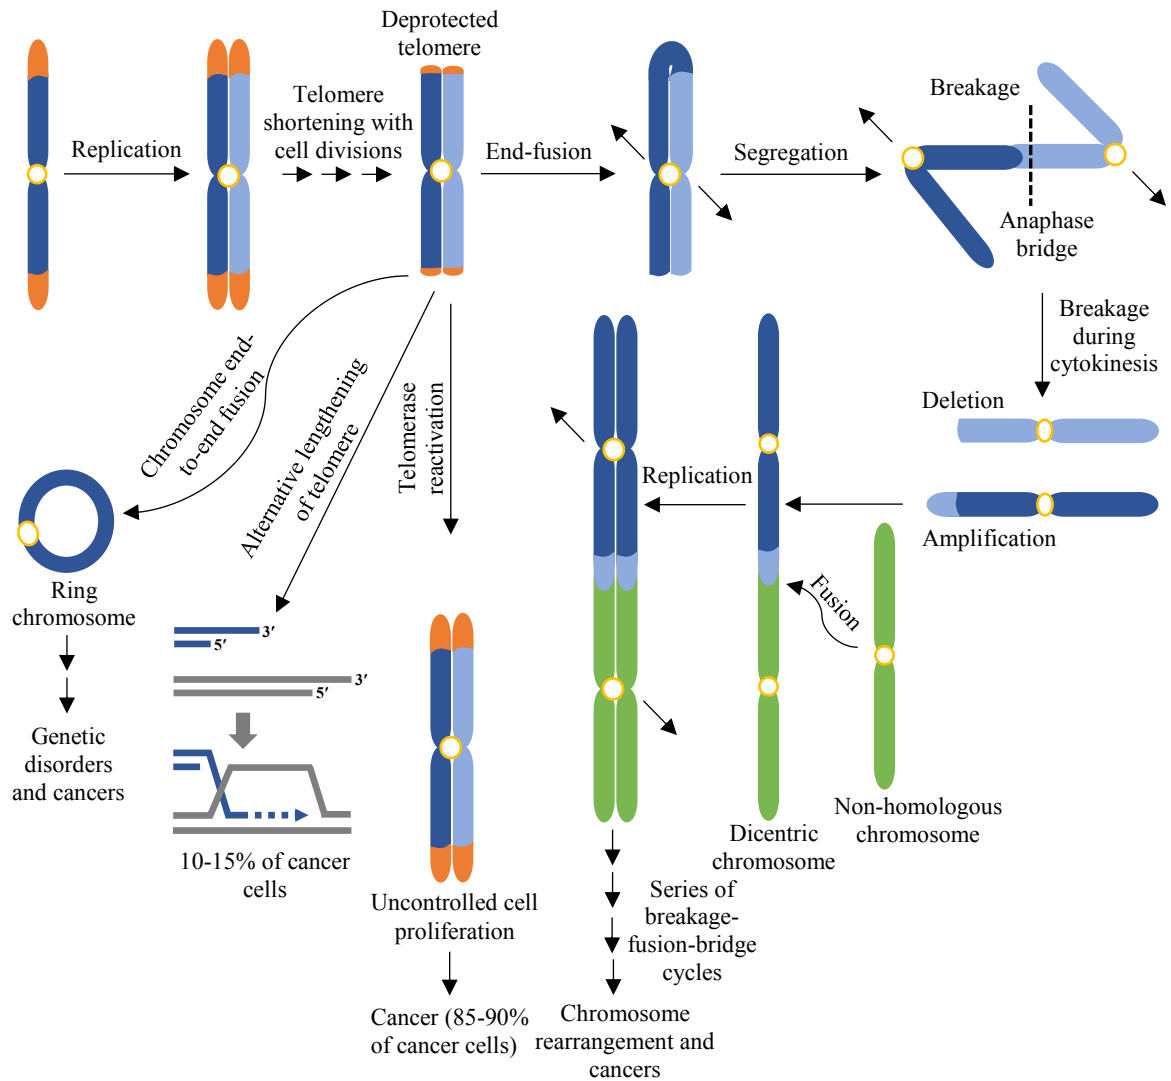 Deprotected
telomere
Replication
Telomere
shortening with
cell divisions
End-fusion
Segregation
Breakage
Anaphase
bridge
Breakage
during
cytokinesis
Deletion
Amplification
Replication
Fusion
Non-homologous
chromosome
Dicentric
chromosome
Series of
breakage-
fusion-bridge
cycles
Chromosome
rearrangement and
cancers
Chromosome end-
to-end fusion
Ring
chromosome
Genetic
disorders
and cancers
Alternative lengthening
of telomere
3′
5′
3′
5′
10-15% of cancer
cells
Telomerase
reactivation
Uncontrolled cell
proliferation
Cancer (85-90%
of cancer cells)